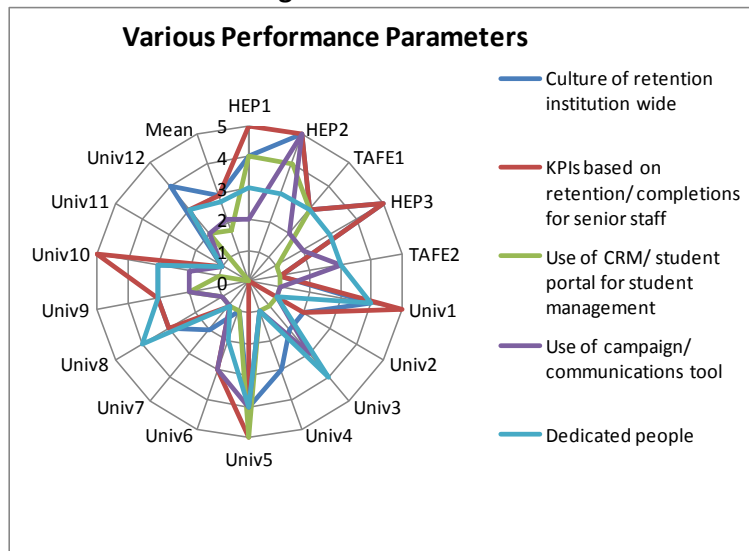 Various Performance Parameters
HEP1
HEP2
TAFE1
HEP3
TAFE2
Univ1
Univ2
Univ3
Univ4
Univ5
Univ6
Univ7
Univ8
Univ9
Univ10
Univ11
Univ12
Mean
5
4
3
2
1
0
Culture of retention
institution wide
KPIs based on
retention/completions
for senior staff
Use of CRM/ student
portal for student
management
Use of campaign/
communications tool
Dedicated people